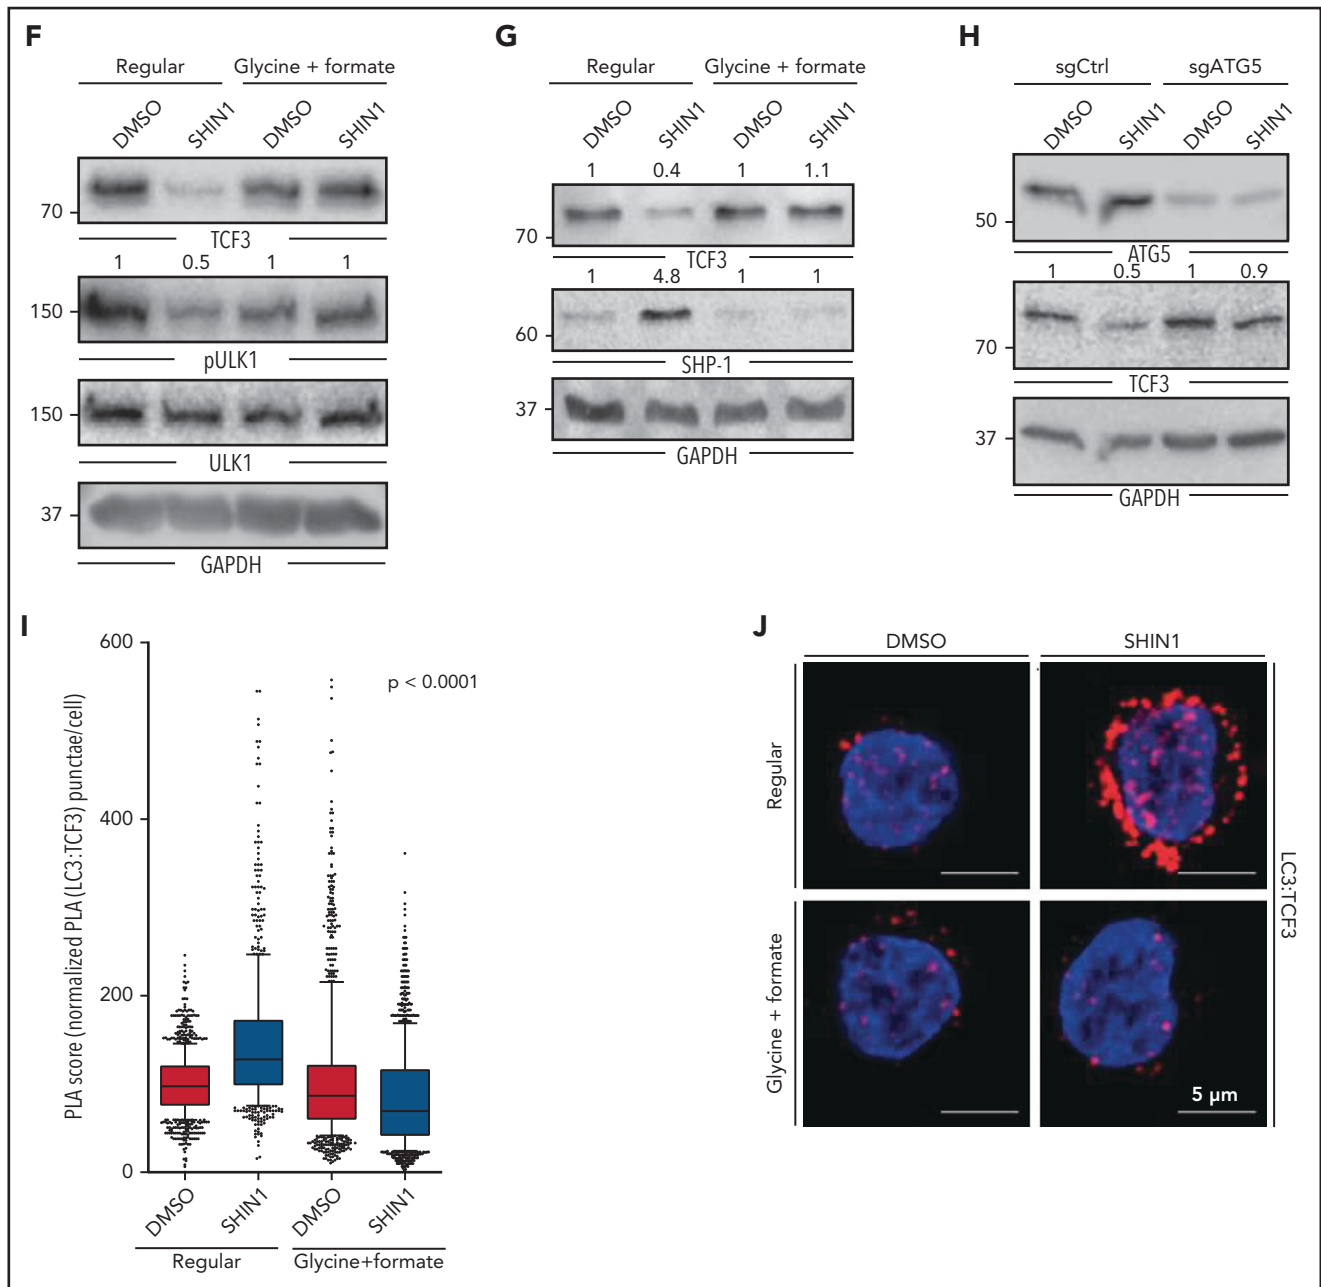 F
Regular Glycine + formate
DMSO SHIN1 DMSO SHIN1
70
TCF3
1 0.5 1 1
150
pULK1
150
ULK1
37
GAPDH
G
Regular Glycine + formate
DMSO SHIN1 DMSO SHIN1
1 0.4 1 1.1
70
TCF3
1 4.8 1 1
60
SHP-1
37
GAPDH
H
sgCtrl sgATG5
DMSO SHIN1 DMSO SHIN1
50
ATG5
1 0.5 1 0.9
70
TCF3
37
GAPDH
I
PLA score (normalized PLA (LC3:TCF3) punctae/cell)
600
400
200
0
p < 0.0001
DMSO SHIN1 DMSO SHIN1
Regular Glycine+formate
J
DMSO SHIN1
Regular
Glycine + formate
LC3:TCF3
5 µm